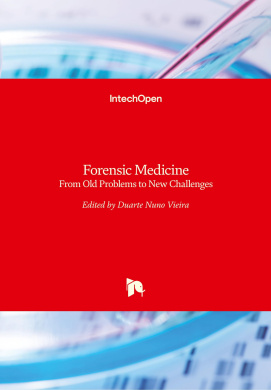 IntechOpen
Forensic Medicine
From Old Problems to New Challenges
Edited by Duarte Nuno Vieira